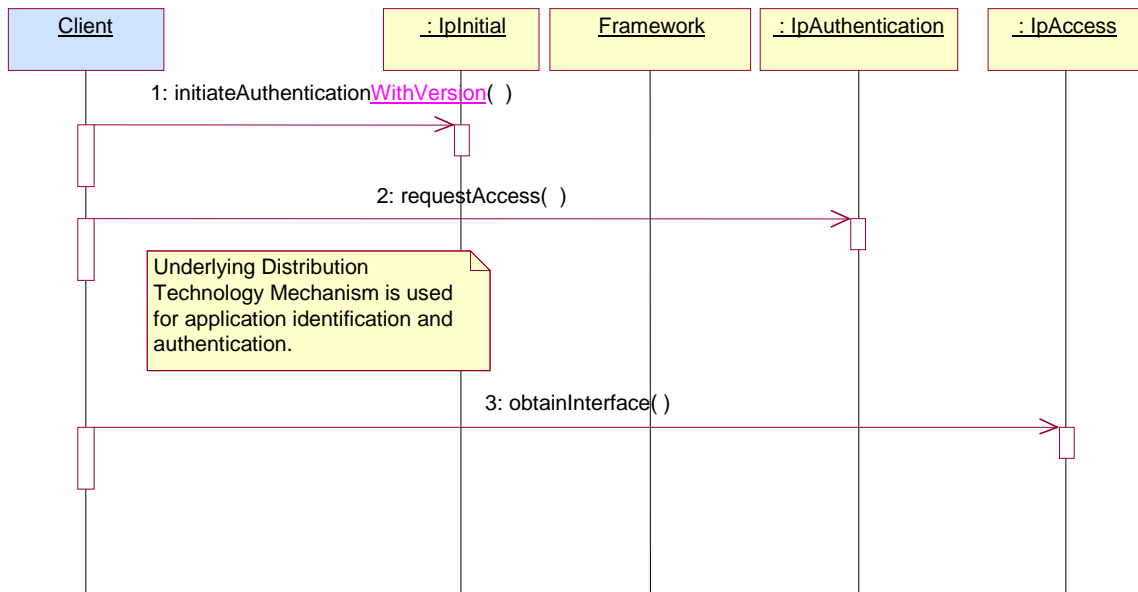 Client
: IpInitial
Framework
: IpAuthentication
: IpAccess
1: initiateAuthenticationWithVersion(  )
2: requestAccess(  )
Underlying Distribution
Technology Mechanism is used
for application identification and
authentication.
3: obtainInterface( )